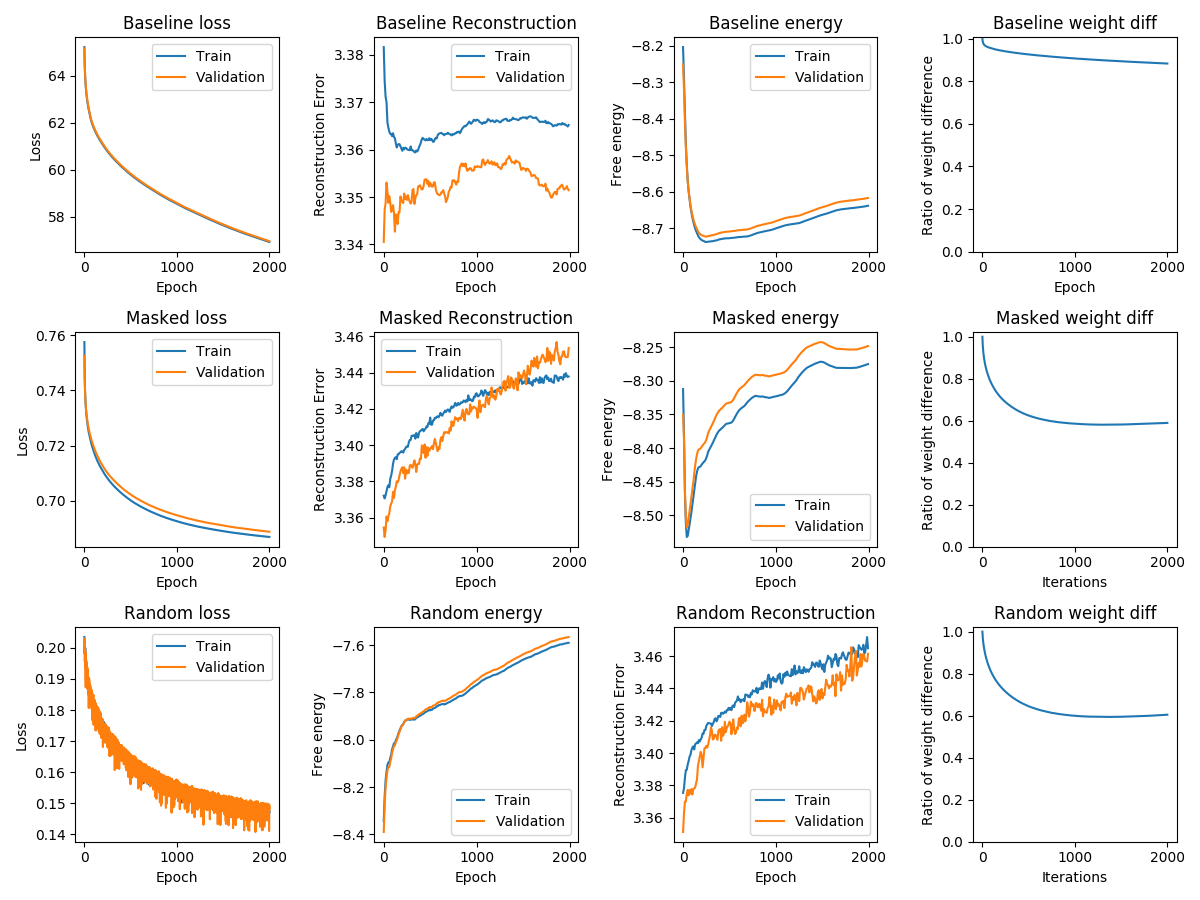 Baseline loss
64
62
60
58
Loss
Train
Validation
0
1000
2000
Epoch
Baseline Reconstruction
3.38
3.37
3.36
3.35
3.34
Reconstruction Error
Train
Validation
0
1000
2000
Epoch
Baseline energy
−8.2
−8.3
−8.4
−8.5
−8.6
−8.7
Free energy
Train
Validation
0
1000
2000
Epoch
Baseline weight diff
1.0
0.8
0.6
0.4
0.2
0.0
Ratio of weight difference
0
1000
2000
Epoch
Masked loss
0.76
0.74
0.72
0.70
Loss
Train
Validation
0
1000
2000
Epoch
Masked Reconstruction
3.46
3.44
3.42
3.40
3.38
3.36
Reconstruction Error
Train
Validation
0
1000
2000
Epoch
Masked energy
−8.25
−8.30
−8.35
−8.40
−8.45
−8.50
Free energy
Train
Validation
0
1000
2000
Epoch
Masked weight diff
1.0
0.8
0.6
0.4
0.2
0.0
Ratio of weight difference
0
1000
2000
Iterations
Random loss
0.20
0.19
0.18
0.17
0.16
0.15
0.14
Loss
Train
Validation
0
1000
2000
Epoch
Random energy
−7.6
−7.8
−8.0
−8.2
−8.4
Free energy
Train
Validation
0
1000
2000
Epoch
Random Reconstruction
3.46
3.44
3.42
3.40
3.38
3.36
Reconstruction Error
Train
Validation
0
1000
2000
Epoch
Random weight diff
1.0
0.8
0.6
0.4
0.2
0.0
Ratio of weight difference
0
1000
2000
Iterations